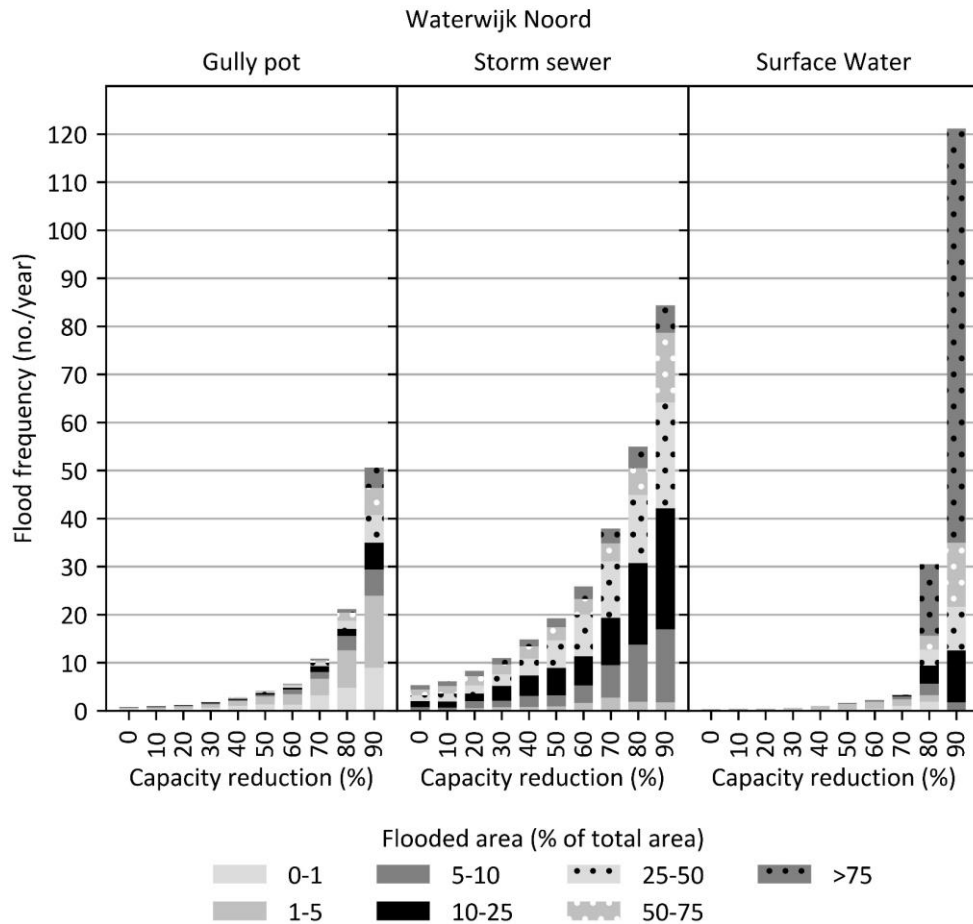 Waterwijk Noord
Gully pot Storm sewer Surface Water
Flood frequency (no./year)
120
110
100
90
80
70
60
50
40
30
20
10
0
0 10 20 30 40 50 60 70 80 90 0 10 20 30 40 50 60 70 80 90 0 10 20 30 40 50 60 70 80 90
Capacity reduction (%) Capacity reduction (%) Capacity reduction (%)
Flooded area (% of total area)
0-1 5-10 25-50 >75
1-5 10-25 50-75